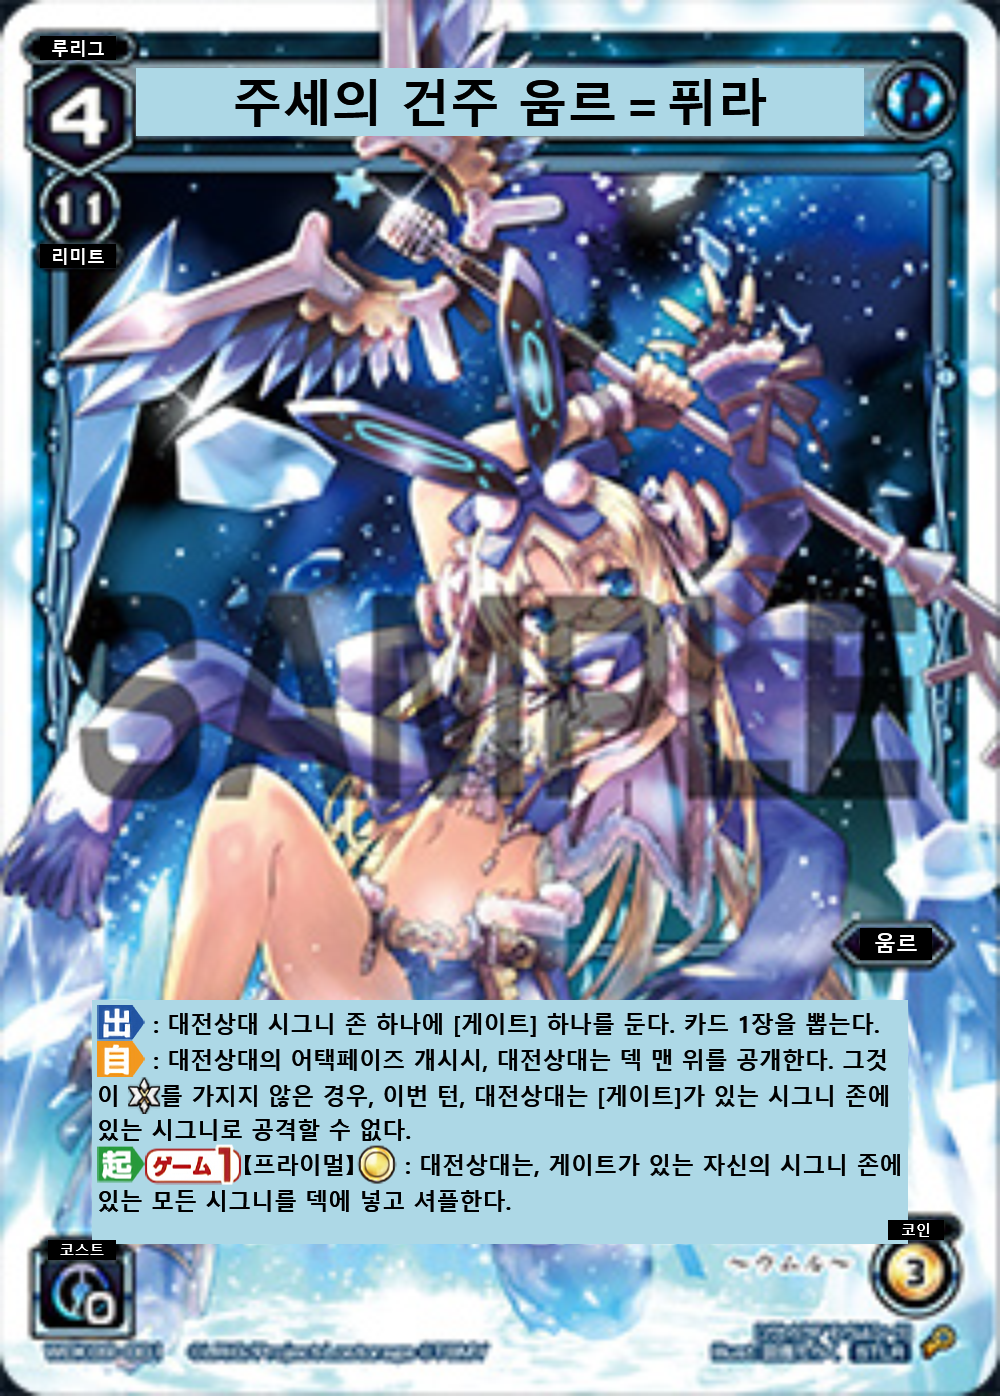 루리그
4
주세의 건주 움르=퓌라
11
리미트
SAMPLE
움르
出 : 대전상대 시그니 존 하나에 [게이트] 하나를 둔다. 카드 1장을 뽑는다.
自 : 대전상대의 어택페이즈 개시시, 대전상대는 덱 맨 위를 공개한다. 그것
이 를 가지지 않은 경우, 이번 턴, 대전상대는 [게이트]가 있는 시그니 존에
있는 시그니로 공격할 수 없다.
起 ゲーム1【프라이멀】 : 대전상대는, 게이트가 있는 자신의 시그니 존에
있는 모든 시그니를 덱에 넣고 셔플한다.
코인
코스트
0
～ウムル～
3